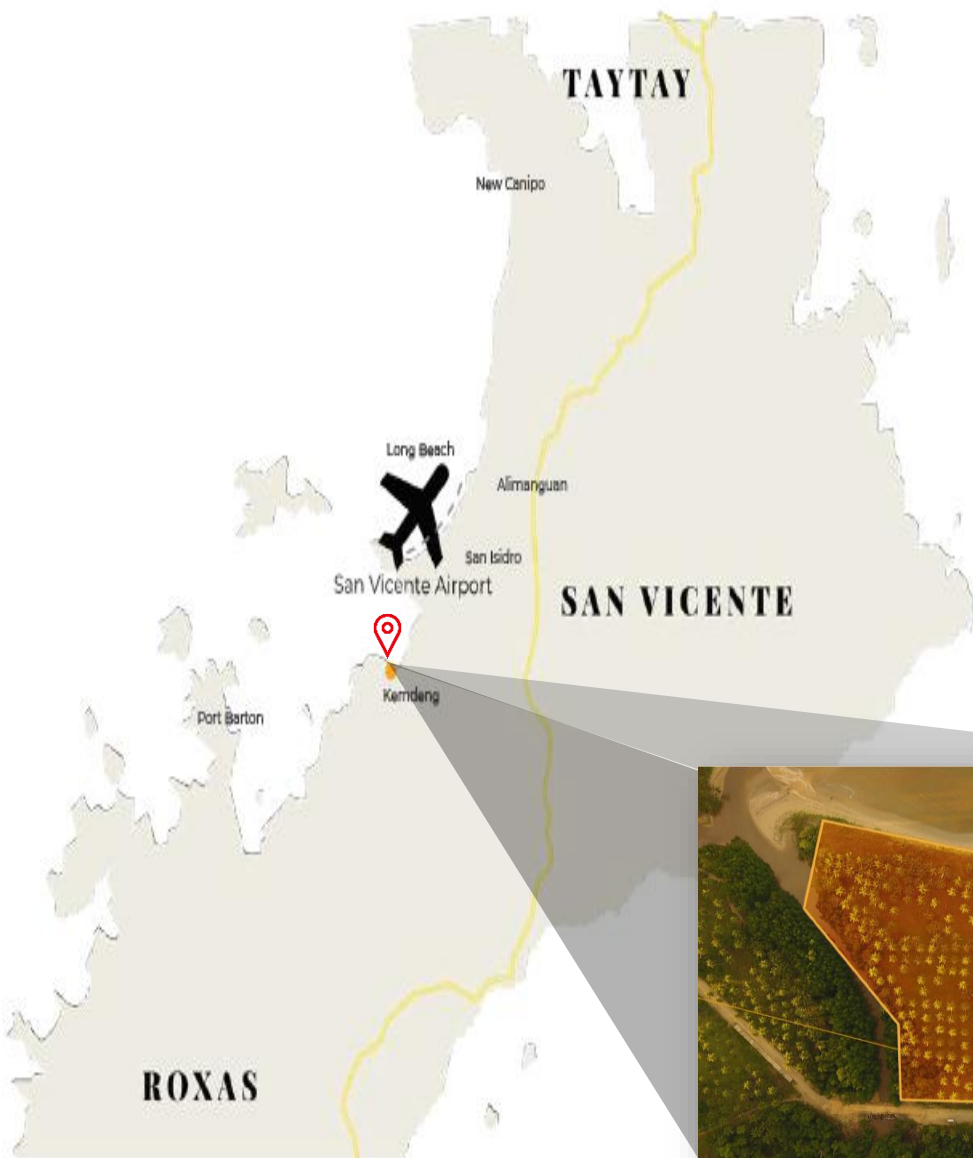 TAYTAY
New Canipo
Long Beach
Alimanguan
San Isidro
San Vicente Airport
SAN VICENTE
Kemdeng
Port Barton
ROXAS